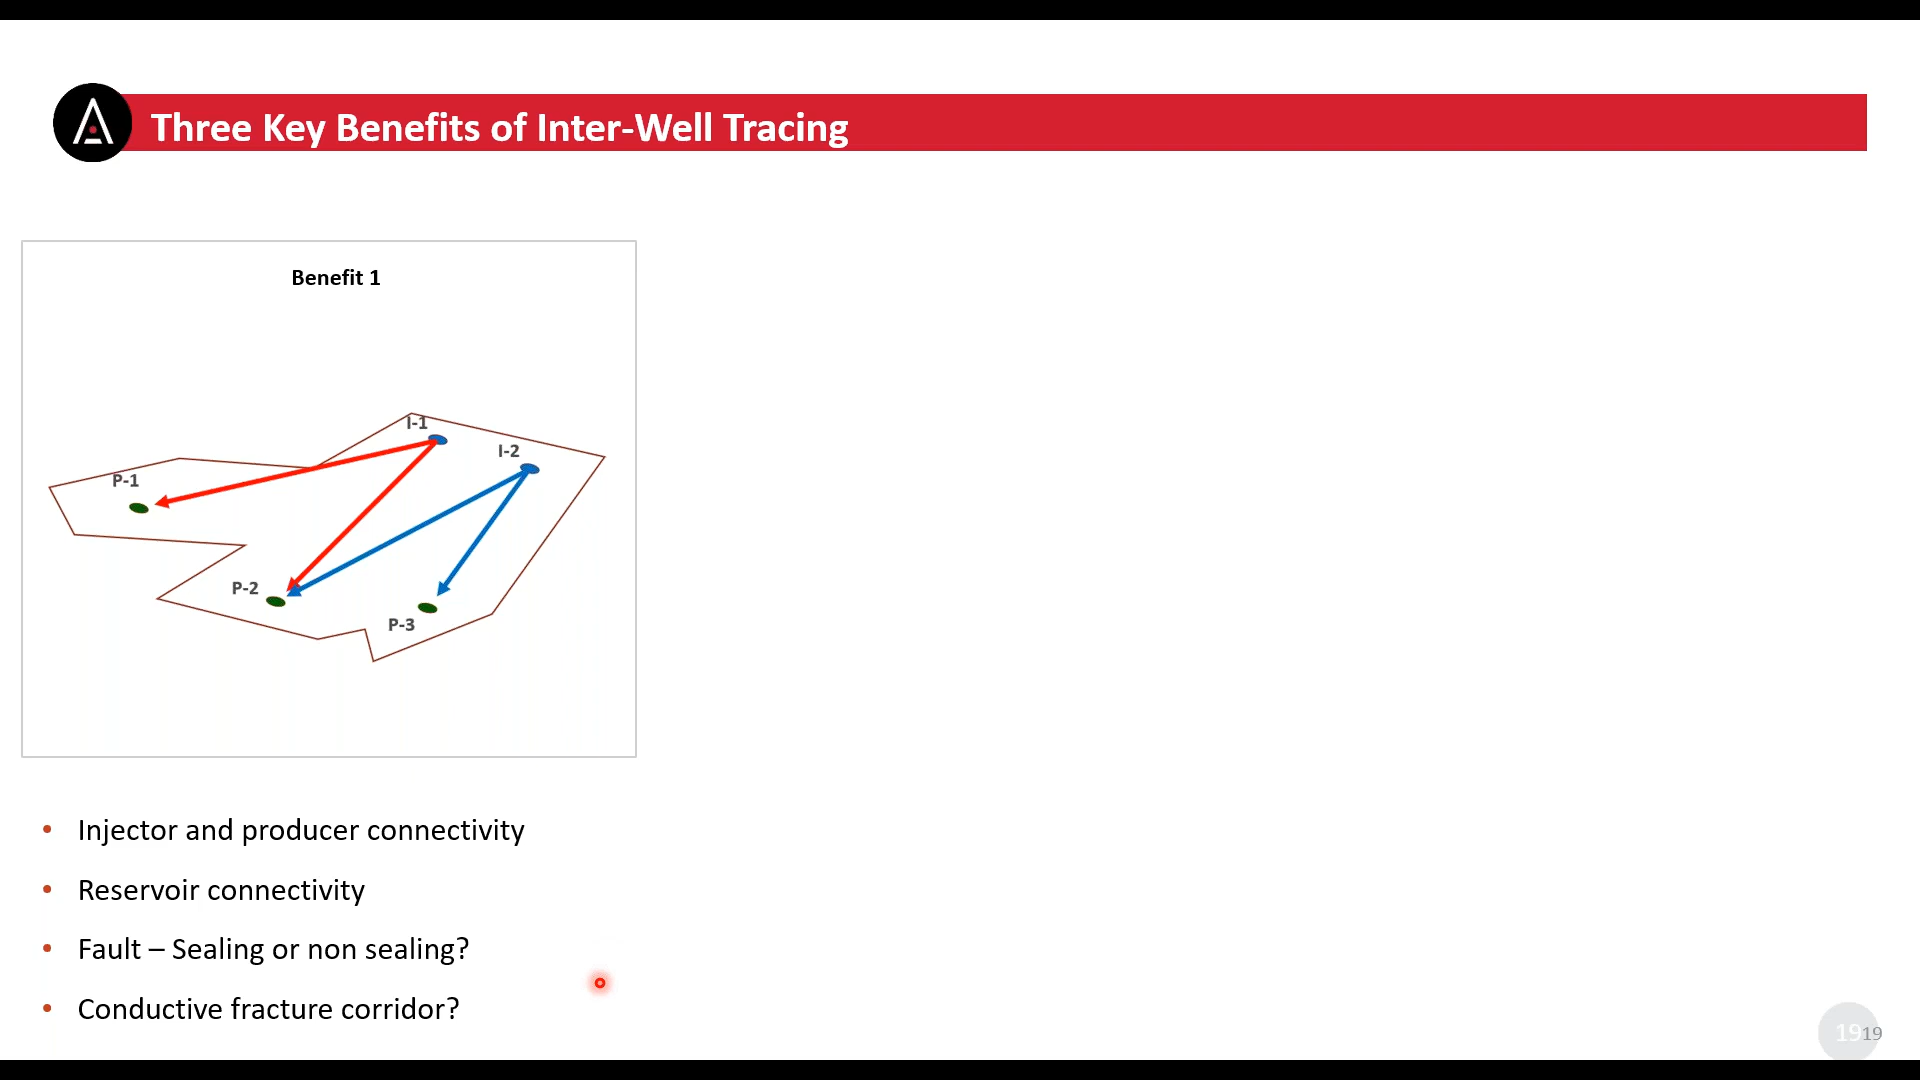 Three Key Benefits of Inter-Well Tracing
Benefit 1
I-1
I-2
P-1
P-2
P-3
• Injector and producer connectivity
• Reservoir connectivity
• Fault – Sealing or non sealing?
• Conductive fracture corridor?
19 19